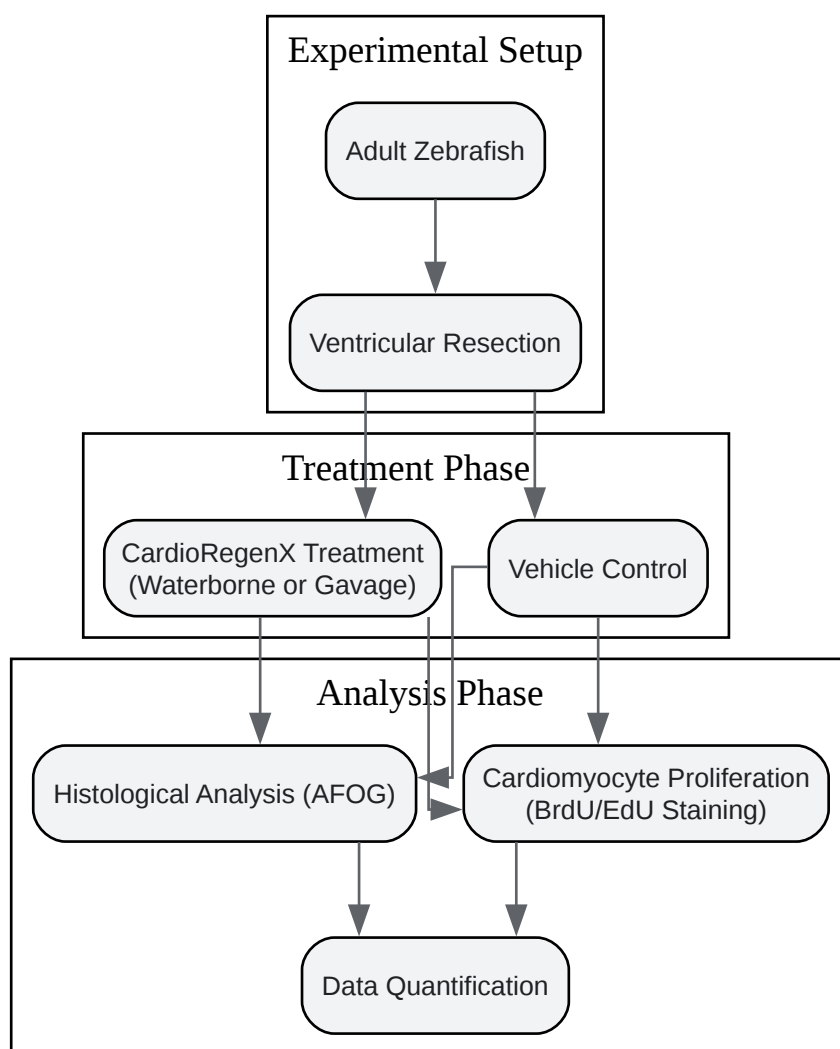 Experimental Setup
Adult Zebrafish
Ventricular Resection
Treatment Phase
CardioRegenX Treatment
(Waterborne or Gavage)
Vehicle Control
Analysis Phase
Histological Analysis (AFOG)
Cardiomyocyte Proliferation
(BrdU/EdU Staining)
Data Quantification